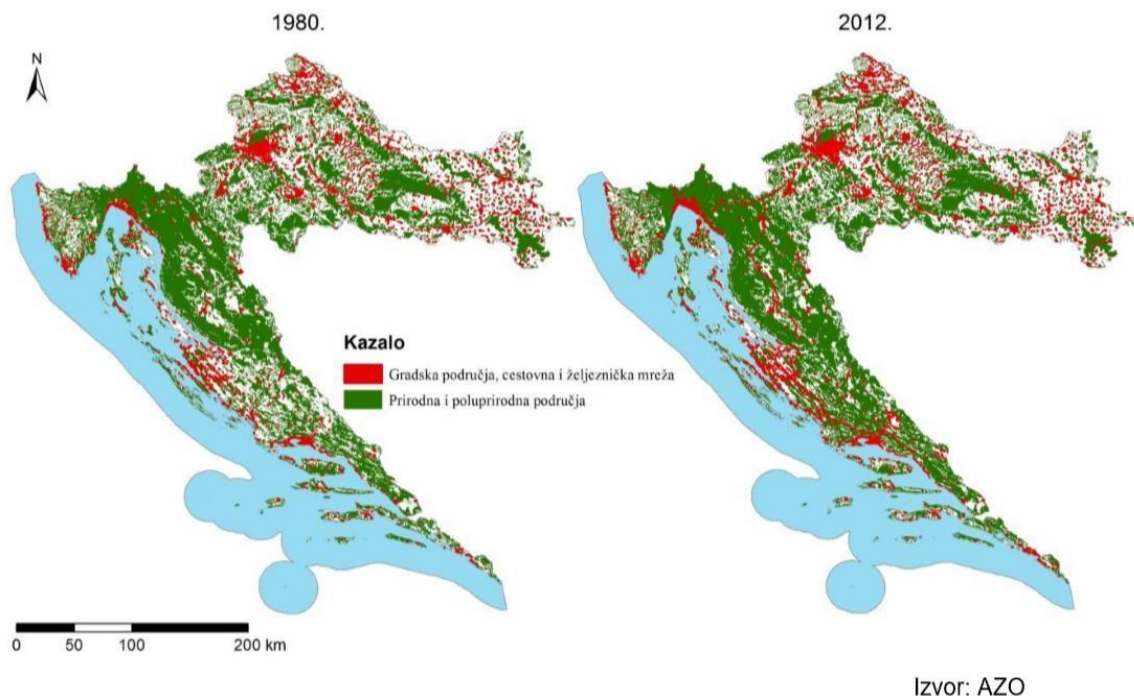 1980.
2012.
N
Kazalo
Gradska područja, cestovna i željeznička mreža
Prirodna i poluprirodna područja
0 50 100 200 km
Izvor: AZO